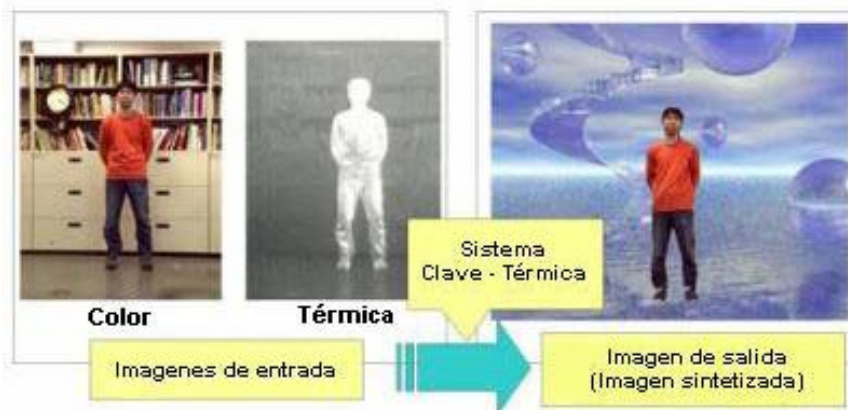 Color
Térmica
Sistema
Clave - Térmica
Imagenes de entrada
Imagen de salida
(Imagen sintetizada)